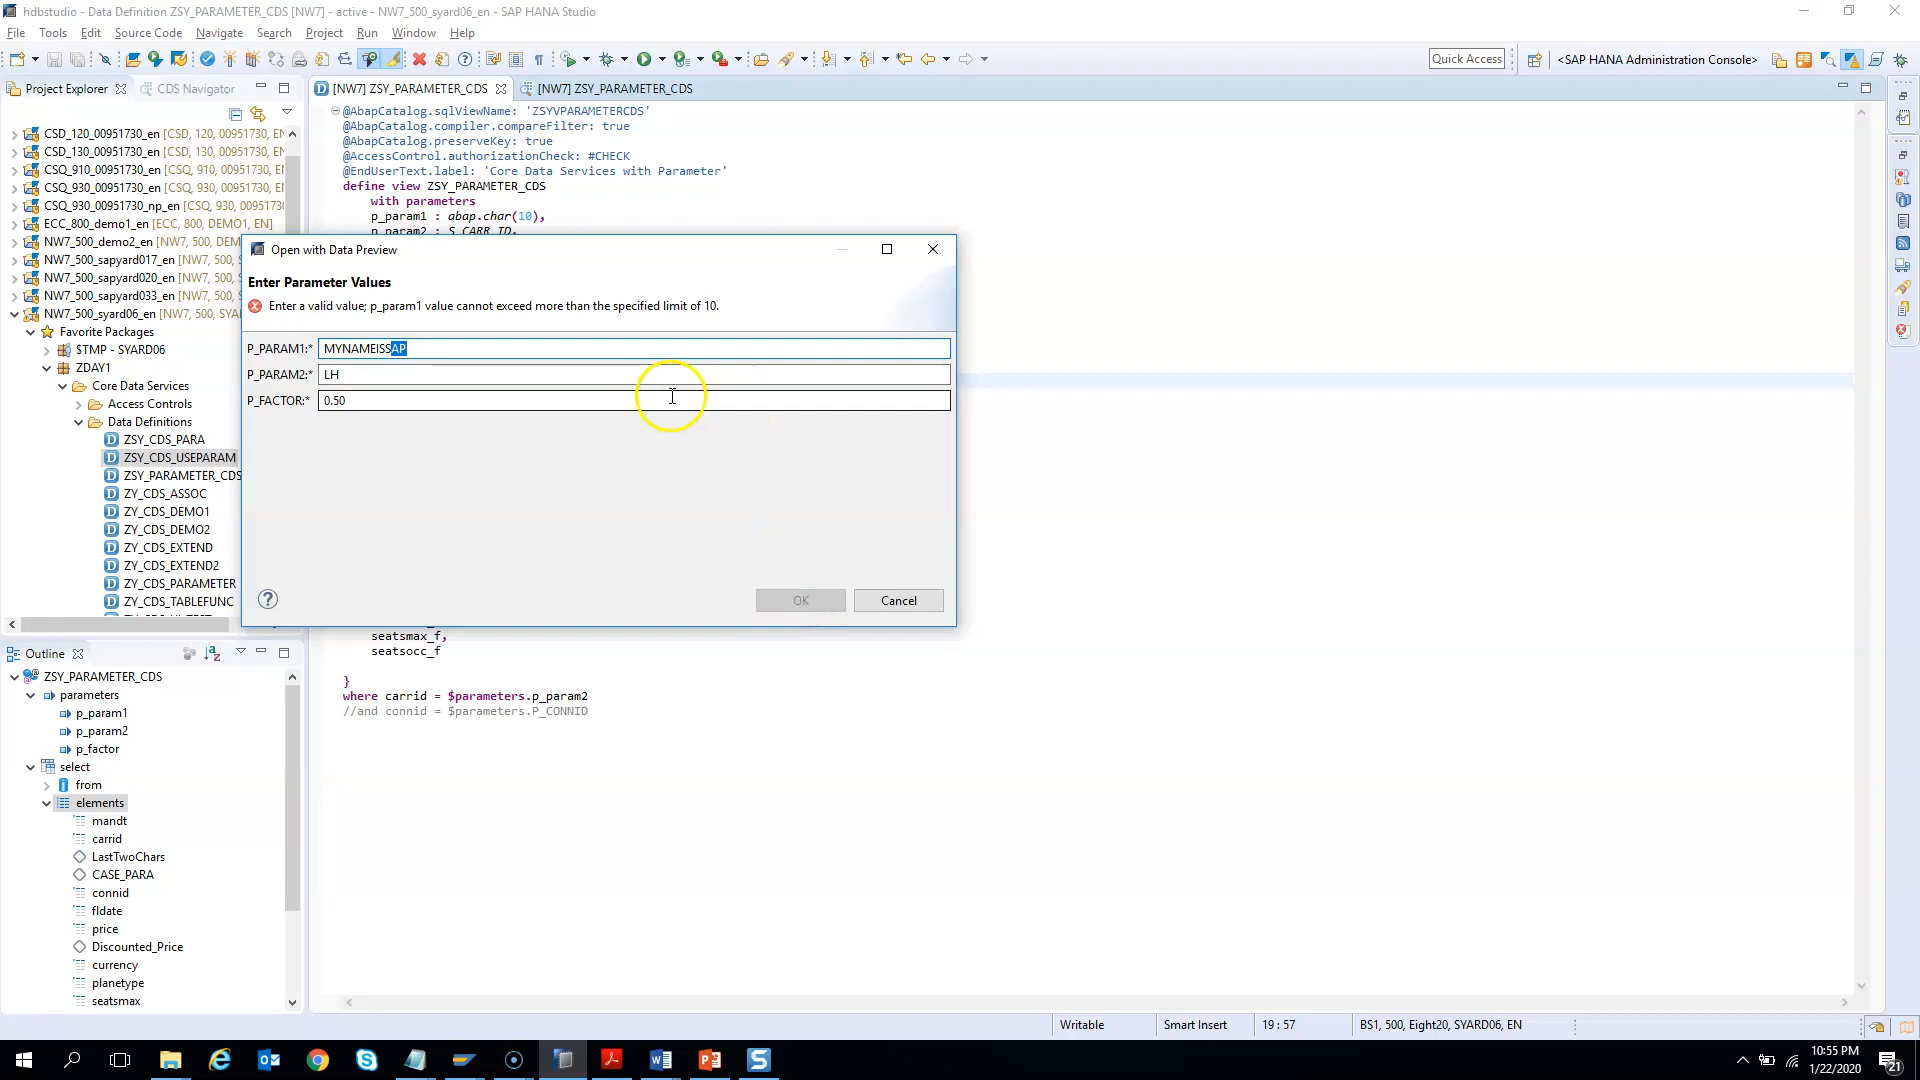 hdbstudio - Data Definition ZSY_PARAMETER_CDS [NW7] - active - NW7_500_syard06_en - SAP HANA Studio
File Tools Edit Source Code Navigate Search Project Run Window Help
Quick Access
<SAP HANA Administration Console>
Project Explorer
CDS Navigator
[NW7] ZSY_PARAMETER_CDS
[NW7] ZSY_PARAMETER_CDS
CSD_120_00951730_en [CSD, 120, 00951730, EN
CSD_130_00951730_en [CSD, 130, 00951730, EN
CSQ_910_00951730_en [CSQ, 910, 00951730, EN
CSQ_930_00951730_en [CSQ, 930, 00951730, EN
CSQ_930_00951730_np_en [CSQ, 930, 00951730
ECC_800_demo1_en [ECC, 800, DEMO1, EN]
NW7_500_demo2_en [NW7, 500, DEM
NW7_500_sapyard017_en [NW7, 500, S
NW7_500_sapyard020_en [NW7, 500, S
NW7_500_sapyard033_en [NW7, 500, S
NW7_500_syard06_en [NW7, 500, SYA
Favorite Packages
$TMP - SYARD06
ZDAY1
Core Data Services
Access Controls
Data Definitions
ZSY_CDS_PARA
ZSY_CDS_USEPARAM
ZSY_PARAMETER_CDS
ZY_CDS_ASSOC
ZY_CDS_DEMO1
ZY_CDS_DEMO2
ZY_CDS_EXTEND
ZY_CDS_EXTEND2
ZY_CDS_PARAMETER
ZY_CDS_TABLEFUNC
@AbapCatalog.sqlViewName: 'ZSYVPARAMETERCDS'
@AbapCatalog.compiler.compareFilter: true
@AbapCatalog.preserveKey: true
@AccessControl.authorizationCheck: #CHECK
@EndUserText.label: 'Core Data Services with Parameter'
define view ZSY_PARAMETER_CDS
with parameters
p_param1 : abap.char(10),
p_param2 : S_CARR_ID,
Open with Data Preview
Enter Parameter Values
Enter a valid value; p_param1 value cannot exceed more than the specified limit of 10.
P_PARAM1:* MYNAMEISSAP
P_PARAM2:* LH
P_FACTOR:* 0.50
?
OK
Cancel
seatsmax_f,
seatsocc_f
}
where carrid = $parameters.p_param2
//and connid = $parameters.P_CONNID
Outline
ZSY_PARAMETER_CDS
parameters
p_param1
p_param2
p_factor
select
from
elements
mandt
carrid
LastTwoChars
CASE_PARA
connid
fldate
price
Discounted_Price
currency
planetype
seatsmax
Writable
Smart Insert
19 : 57
BS1, 500, Eight20, SYARD06, EN
10:55 PM
1/22/2020
21